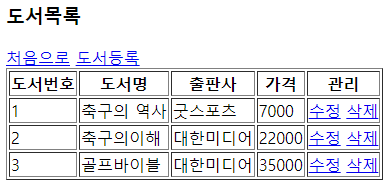 도서목록
처음으로 도서등록
도서번호 도서명 출판사 가격 관리
1 축구의 역사 굿스포츠 7000 수정 삭제
2 축구의이해 대한미디어 22000 수정 삭제
3 골프바이블 대한미디어 35000 수정 삭제